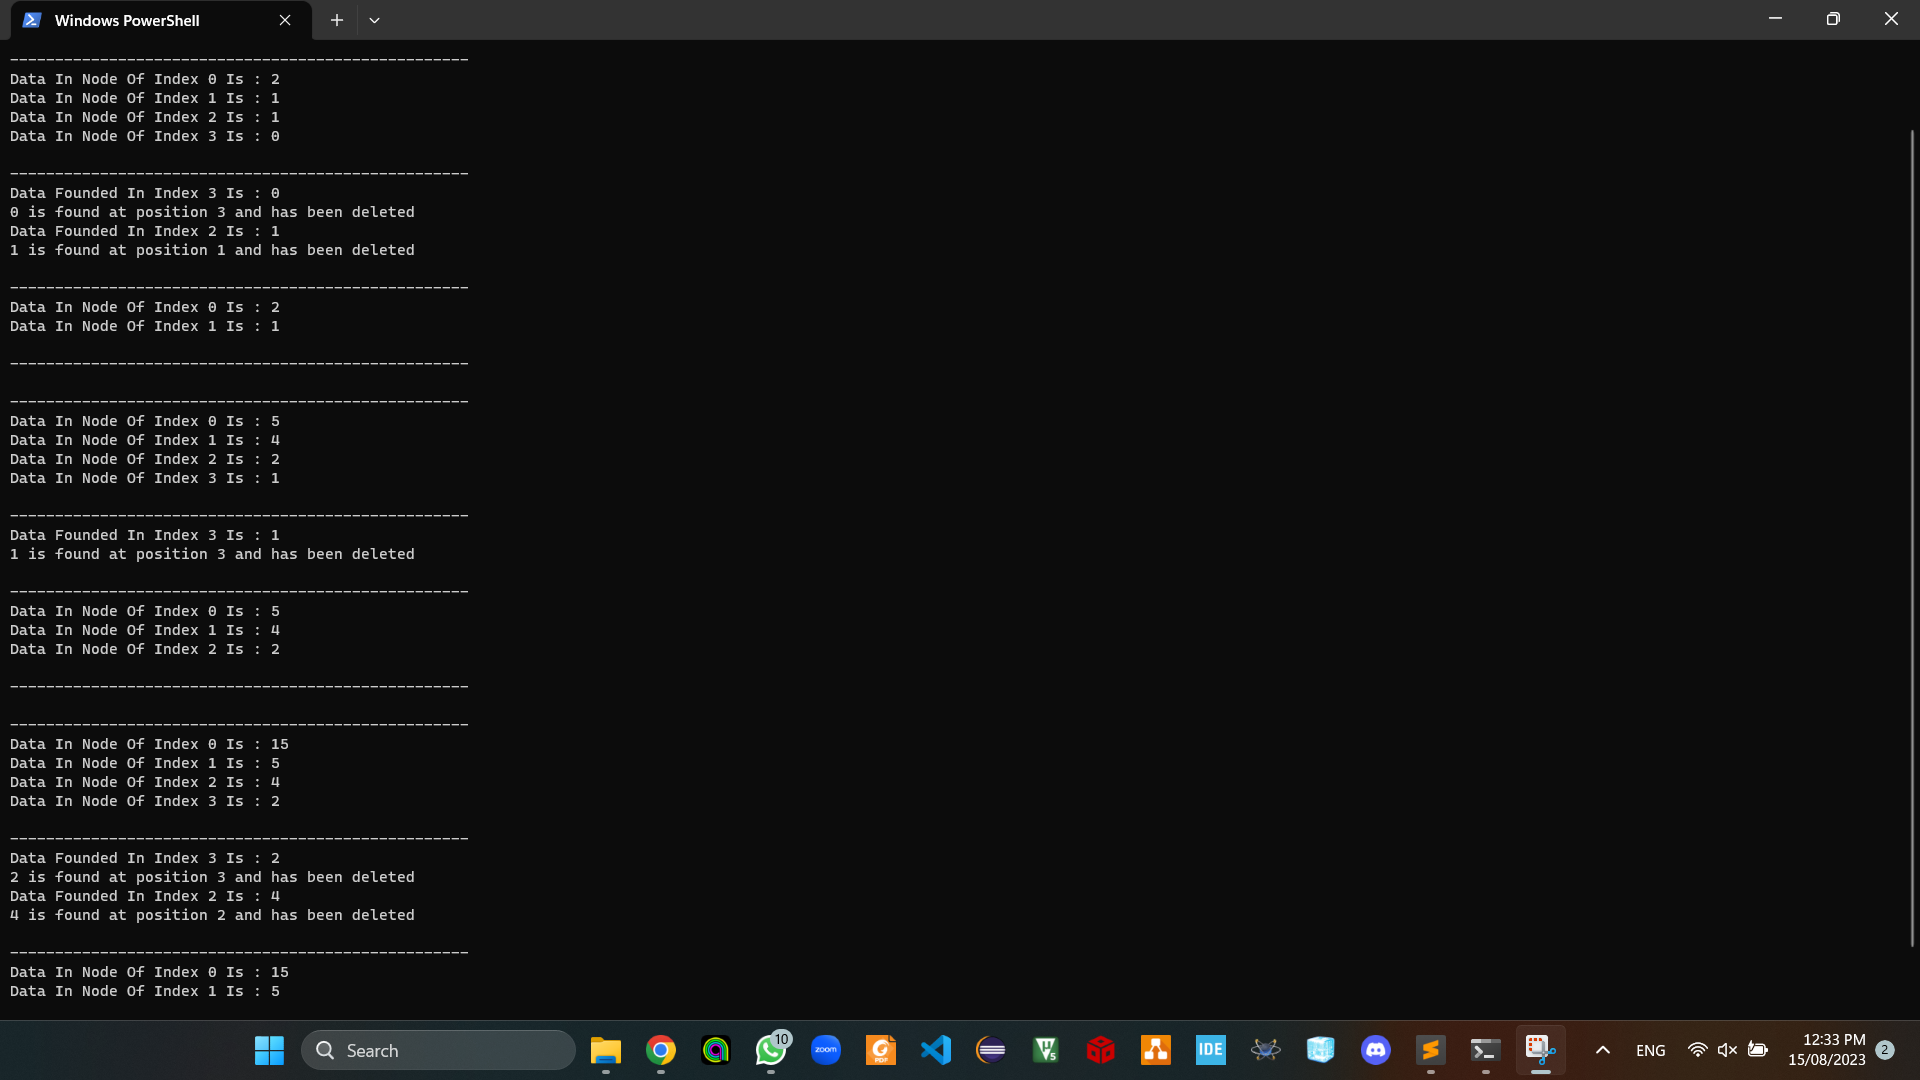 Windows PowerShell
---------------------------------------------------
Data In Node Of Index 0 Is : 2
Data In Node Of Index 1 Is : 1
Data In Node Of Index 2 Is : 1
Data In Node Of Index 3 Is : 0
---------------------------------------------------
Data Founded In Index 3 Is : 0
0 is found at position 3 and has been deleted
Data Founded In Index 2 Is : 1
1 is found at position 1 and has been deleted
---------------------------------------------------
Data In Node Of Index 0 Is : 2
Data In Node Of Index 1 Is : 1
---------------------------------------------------
---------------------------------------------------
Data In Node Of Index 0 Is : 5
Data In Node Of Index 1 Is : 4
Data In Node Of Index 2 Is : 2
Data In Node Of Index 3 Is : 1
---------------------------------------------------
Data Founded In Index 3 Is : 1
1 is found at position 3 and has been deleted
---------------------------------------------------
Data In Node Of Index 0 Is : 5
Data In Node Of Index 1 Is : 4
Data In Node Of Index 2 Is : 2
---------------------------------------------------
---------------------------------------------------
Data In Node Of Index 0 Is : 15
Data In Node Of Index 1 Is : 5
Data In Node Of Index 2 Is : 4
Data In Node Of Index 3 Is : 2
---------------------------------------------------
Data Founded In Index 3 Is : 2
2 is found at position 3 and has been deleted
Data Founded In Index 2 Is : 4
4 is found at position 2 and has been deleted
---------------------------------------------------
Data In Node Of Index 0 Is : 15
Data In Node Of Index 1 Is : 5
Search
10
zoom
PDF
V5
IDE
ENG
12:33 PM
15/08/2023
2